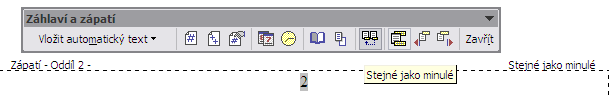 Záhlaví a zápatí
Vložit automatický text
Zavřít
Zápatí - Oddíl 2 -
Stejné jako minulé
Stejné jako minulé
2